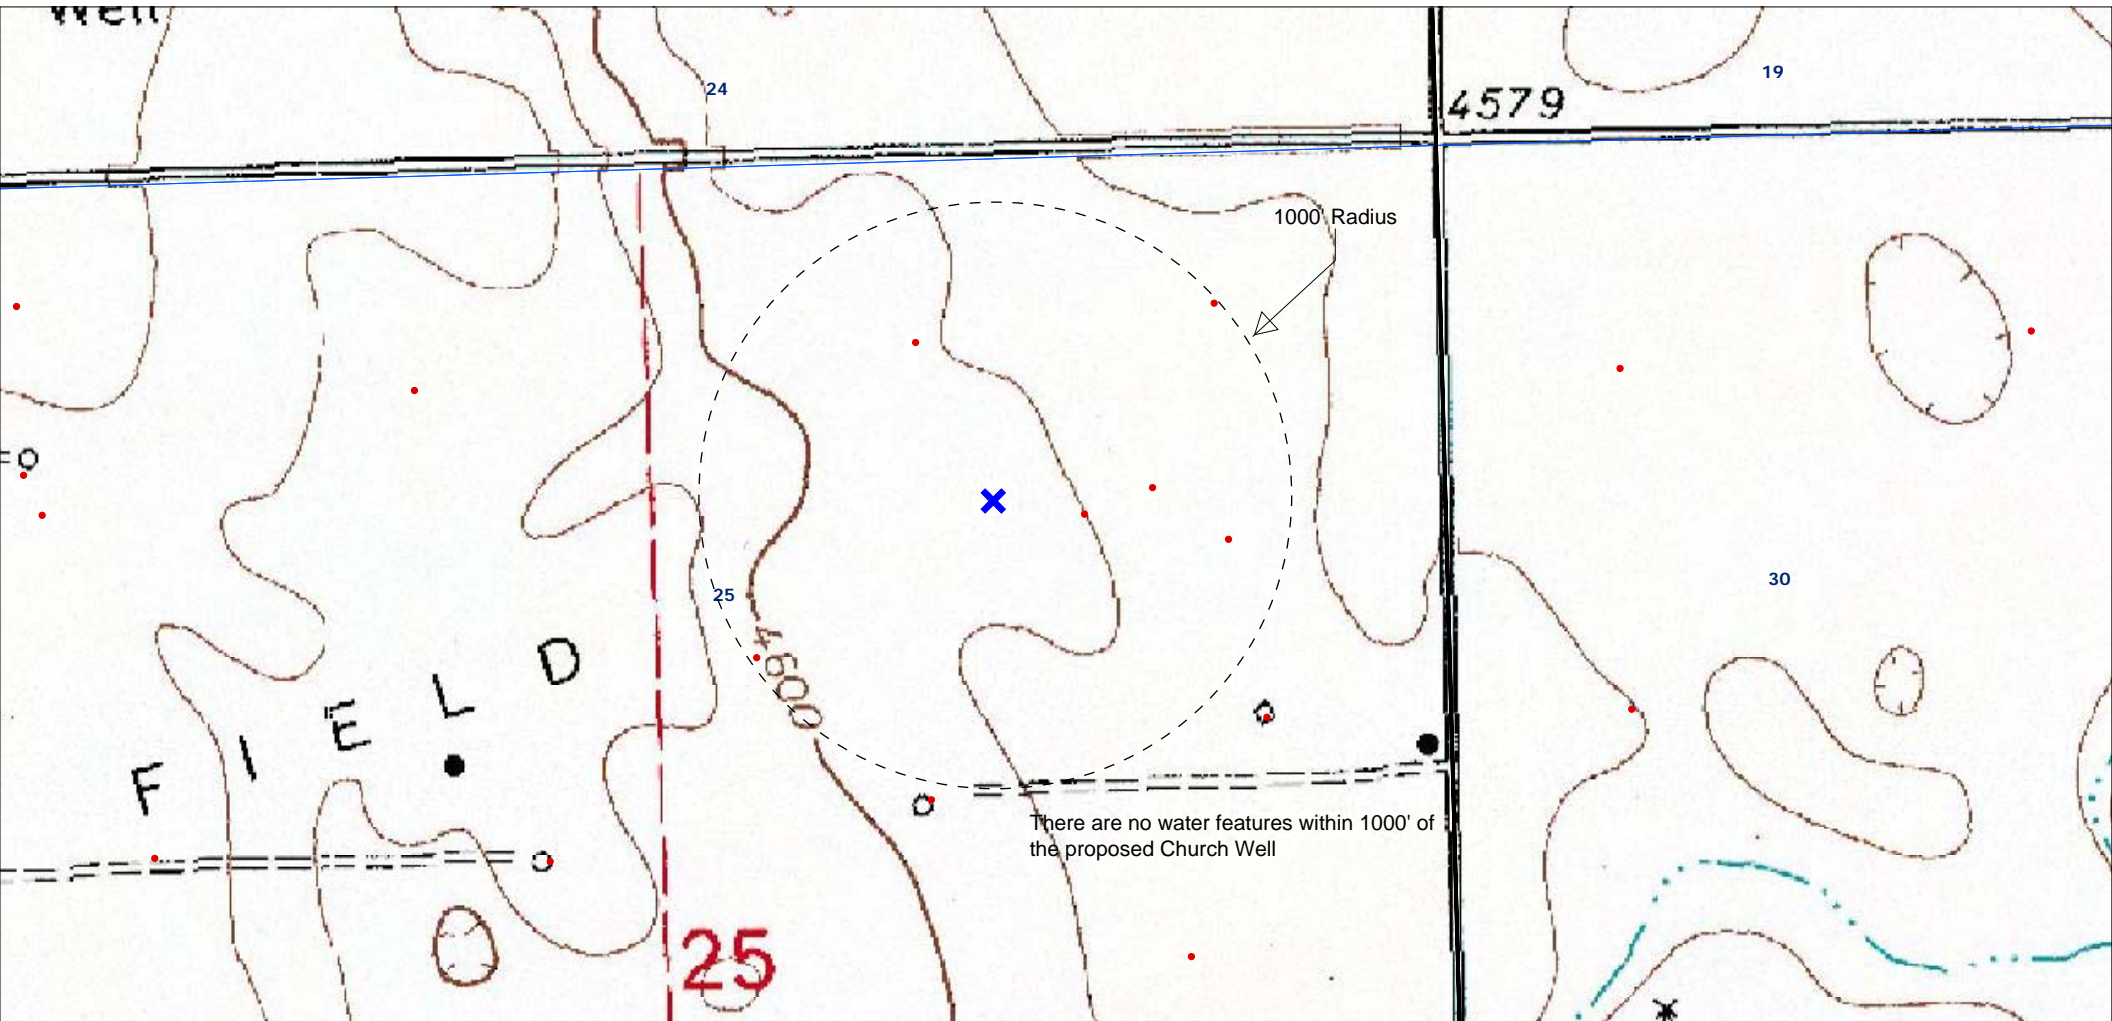 Well
24
19
4579
1000' Radius
25
30
4600
F I E L D
There are no water features within 1000' of
the proposed Church Well
25